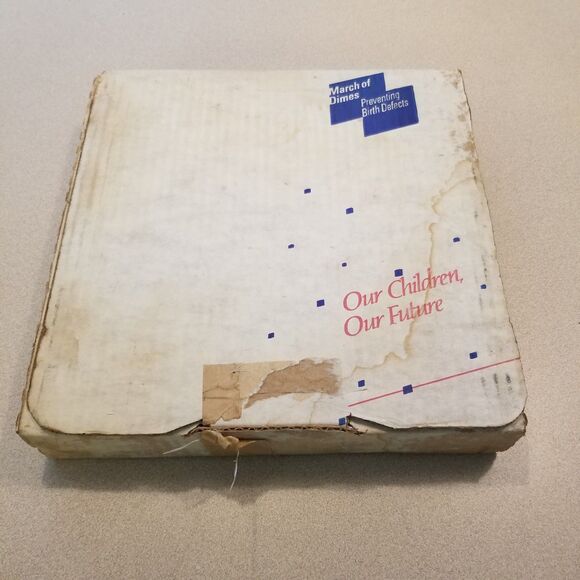 March of
Dimes
Preventing
Birth Defects
Our Children,
Our Future